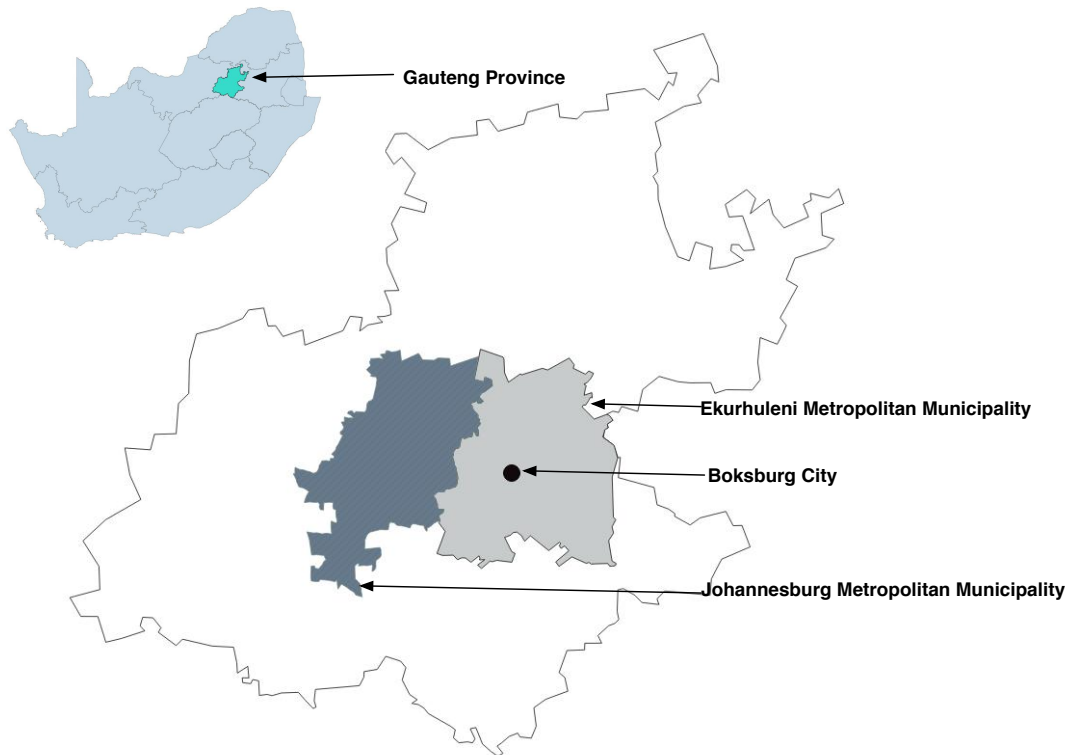 Gauteng Province
Ekurhuleni Metropolitan Municipality
Boksburg City
Johannesburg Metropolitan Municipality